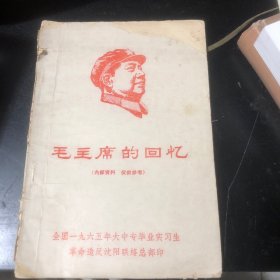 毛主席的回忆
(内部资料 仅供参考)
全国一九六五年大中专毕业实习生
革命造反沈阳联络总部印